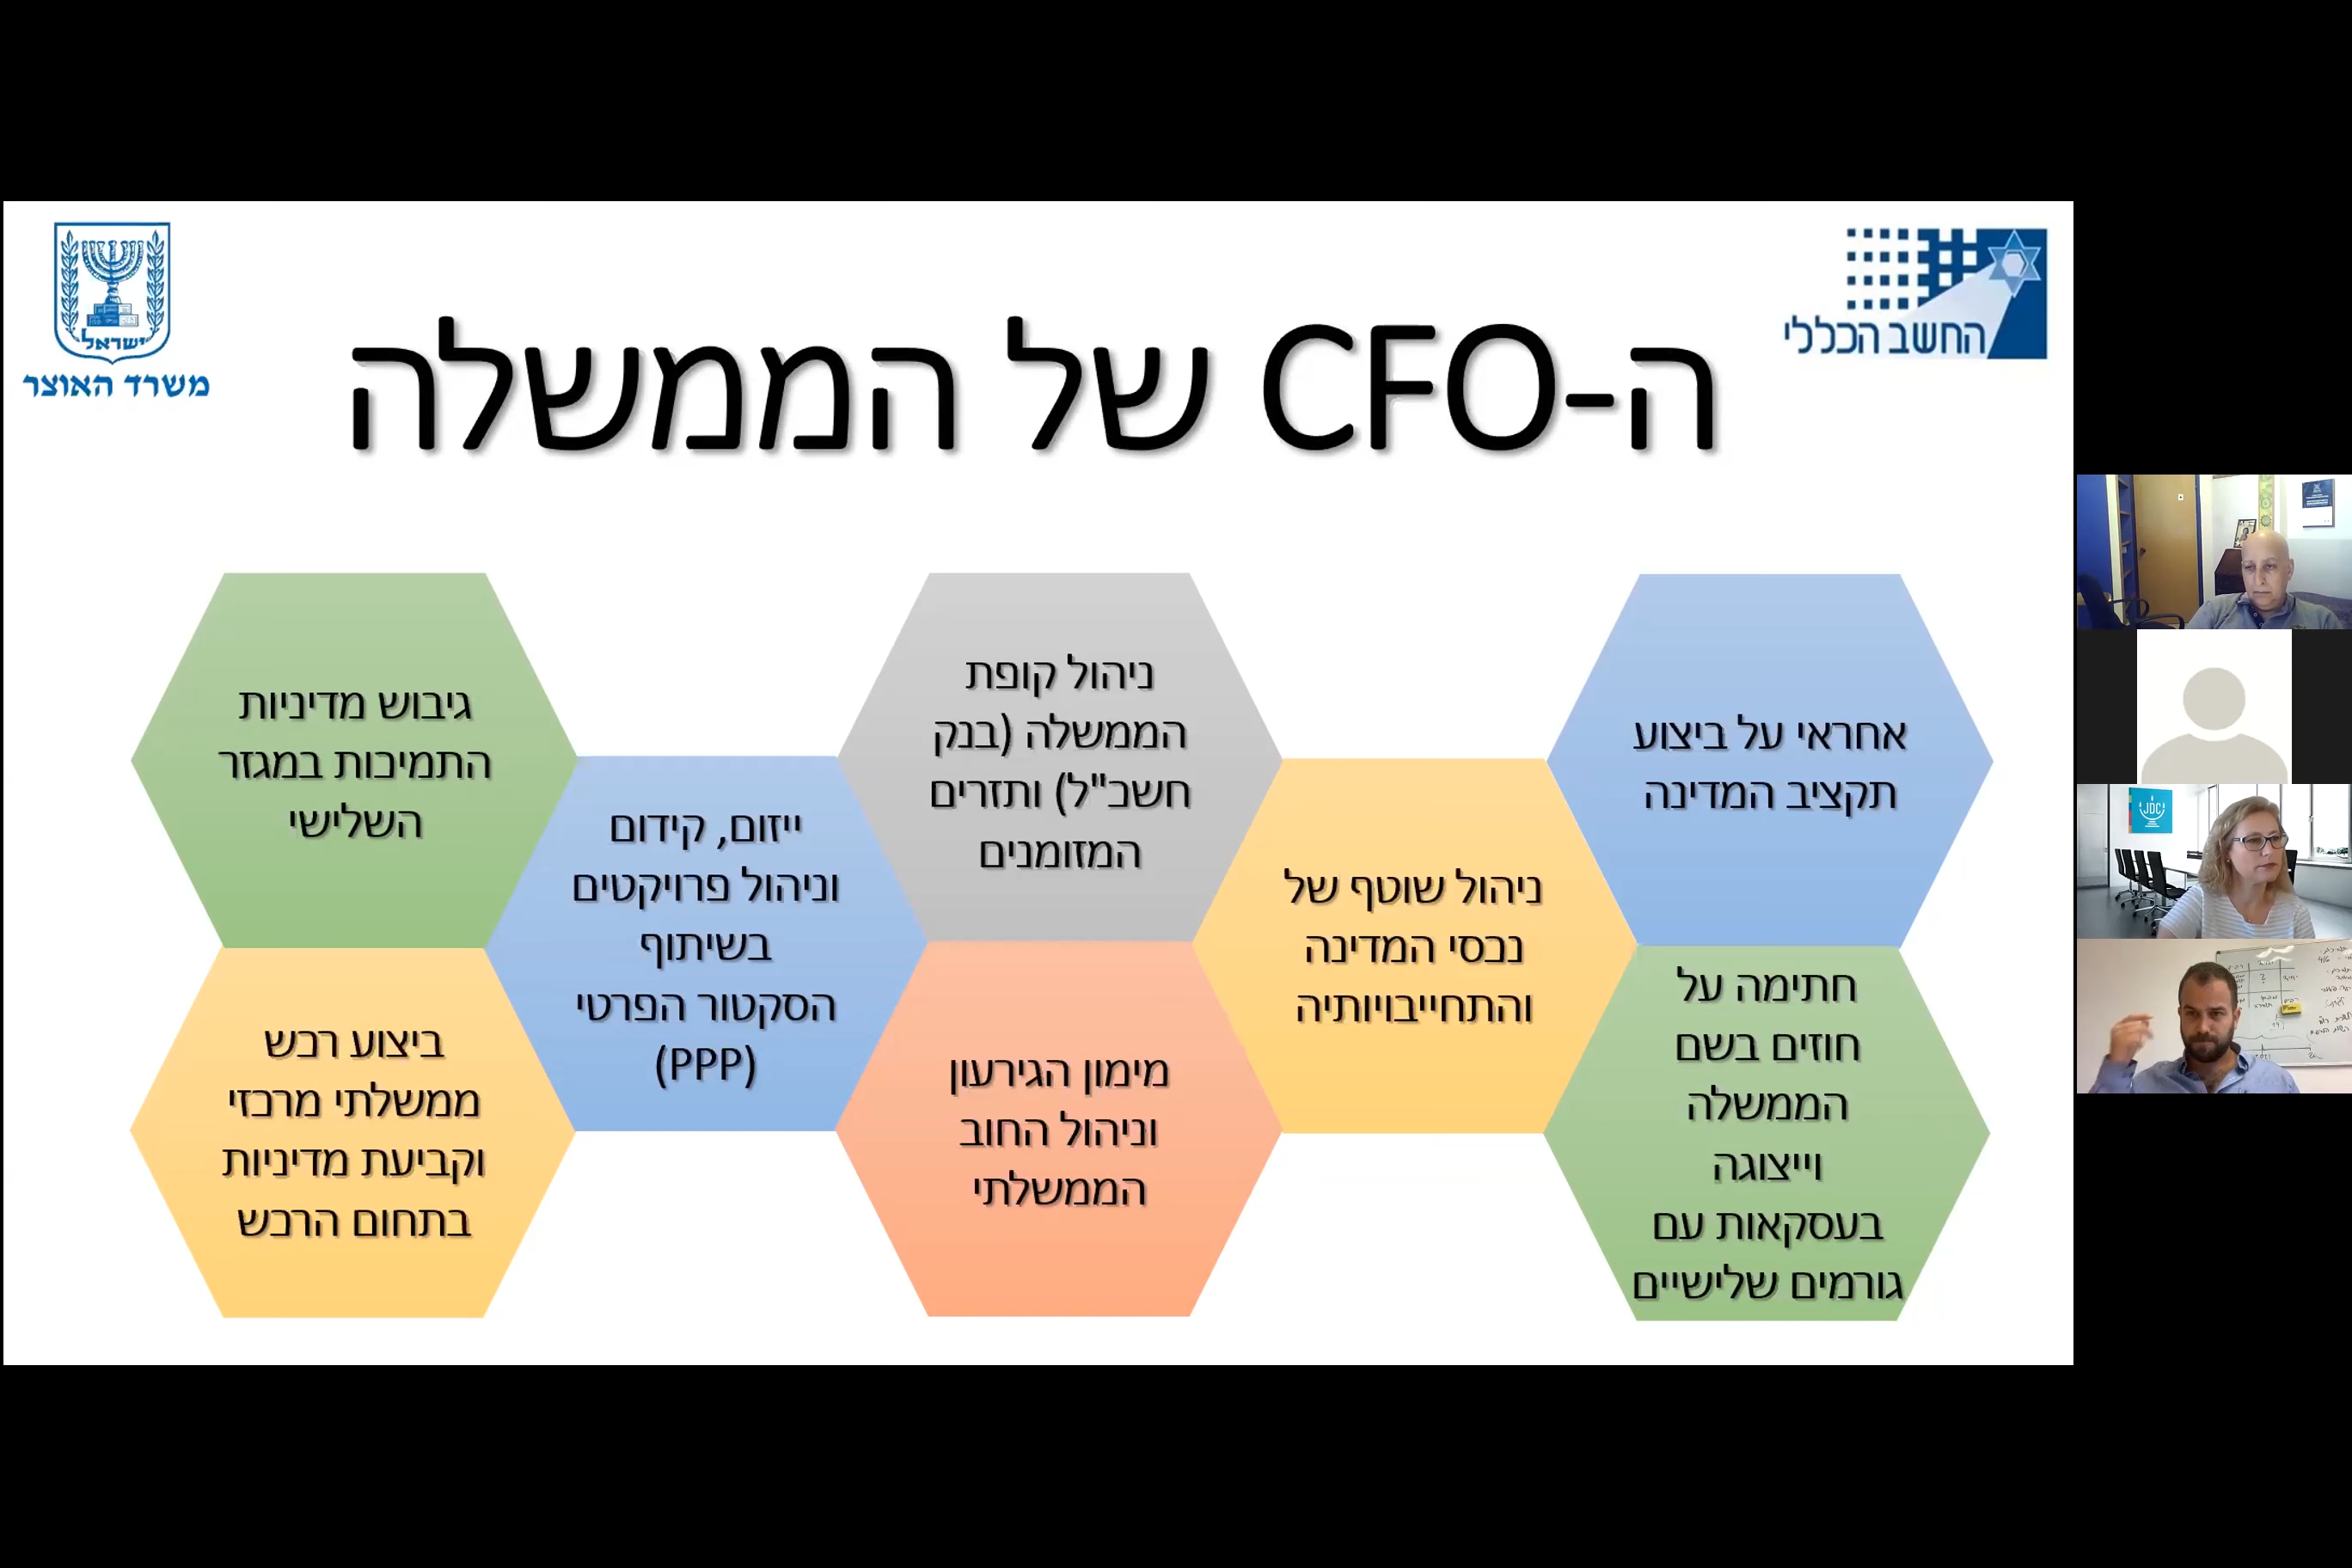 החשב הכללי
ישראל
משרד האוצר
ה-CFO של הממשלה
אחראי על ביצוע
תקציב המדינה
חתימה על
חוזים בשם
הממשלה
וייצוגה
בעסקאות עם
גורמים שלישיים
ניהול שוטף של
נכסי המדינה
והתחייבויותיה
ניהול קופת
הממשלה (בנק
חשכ"ל) ותזרים
המזומנים
מימון הגירעון
וניהול החוב
הממשלתי
ייזום, קידום
וניהול פרויקטים
בשיתוף
הסקטור הפרטי
(PPP)
גיבוש מדיניות
התמיכות במגזר
השלישי
ביצוע רכש
ממשלתי מרכזי
וקביעת מדיניות
בתחום הרכש
JDC